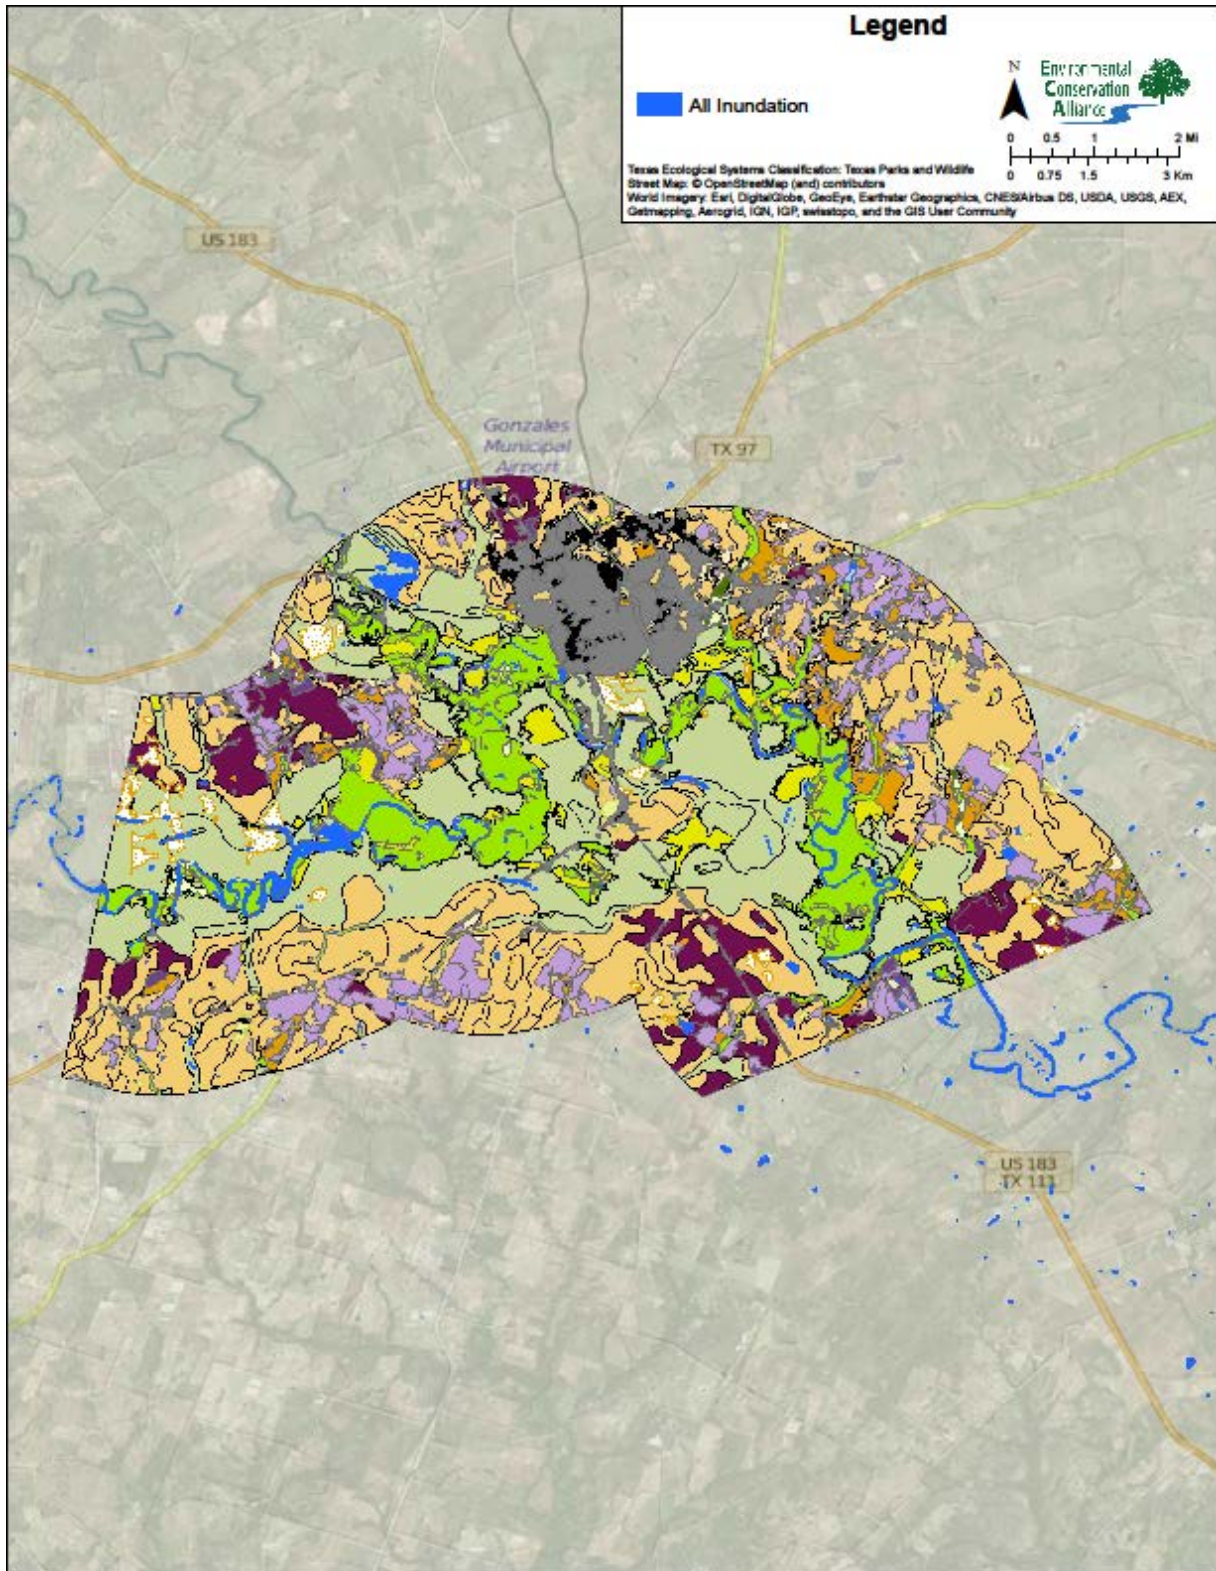 Legend
N
Environmental
Conservation
Alliance
All Inundation
0 0.5 1 2 Mi
0 0.75 1.5 3 Km
Texas Ecological Systems Classification: Texas Parks and Wildlife
Street Map: © OpenStreetMap (and) contributors
World Imagery: Esri, DigitalGlobe, GeoEye, Earthstar Geographics, CNES/Airbus DS, USDA, USGS, AEX,
Getmapping, Aerogrid, IGN, IGP, swisstopo, and the GIS User Community
US 183
Gonzales
Municipal
Airport
TX 97
US 183
TX 111